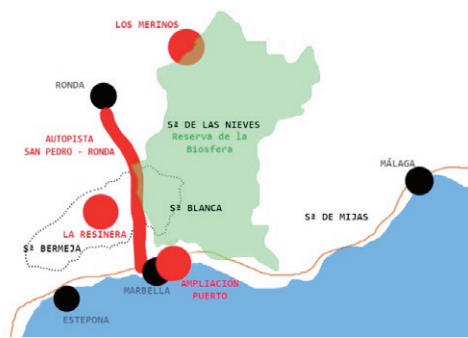 LOS MERINOS
RONDA
Sª DE LAS NIEVES
Reserva de la
Biosfera
AUTOPISTA
SAN PEDRO - RONDA
MÁLAGA
Sª BLANCA
Sª DE MIJAS
LA RESINERA
Sª BERMEJA
MARBELLA
AMPLIACIÓN
PUERTO
ESTEPONA